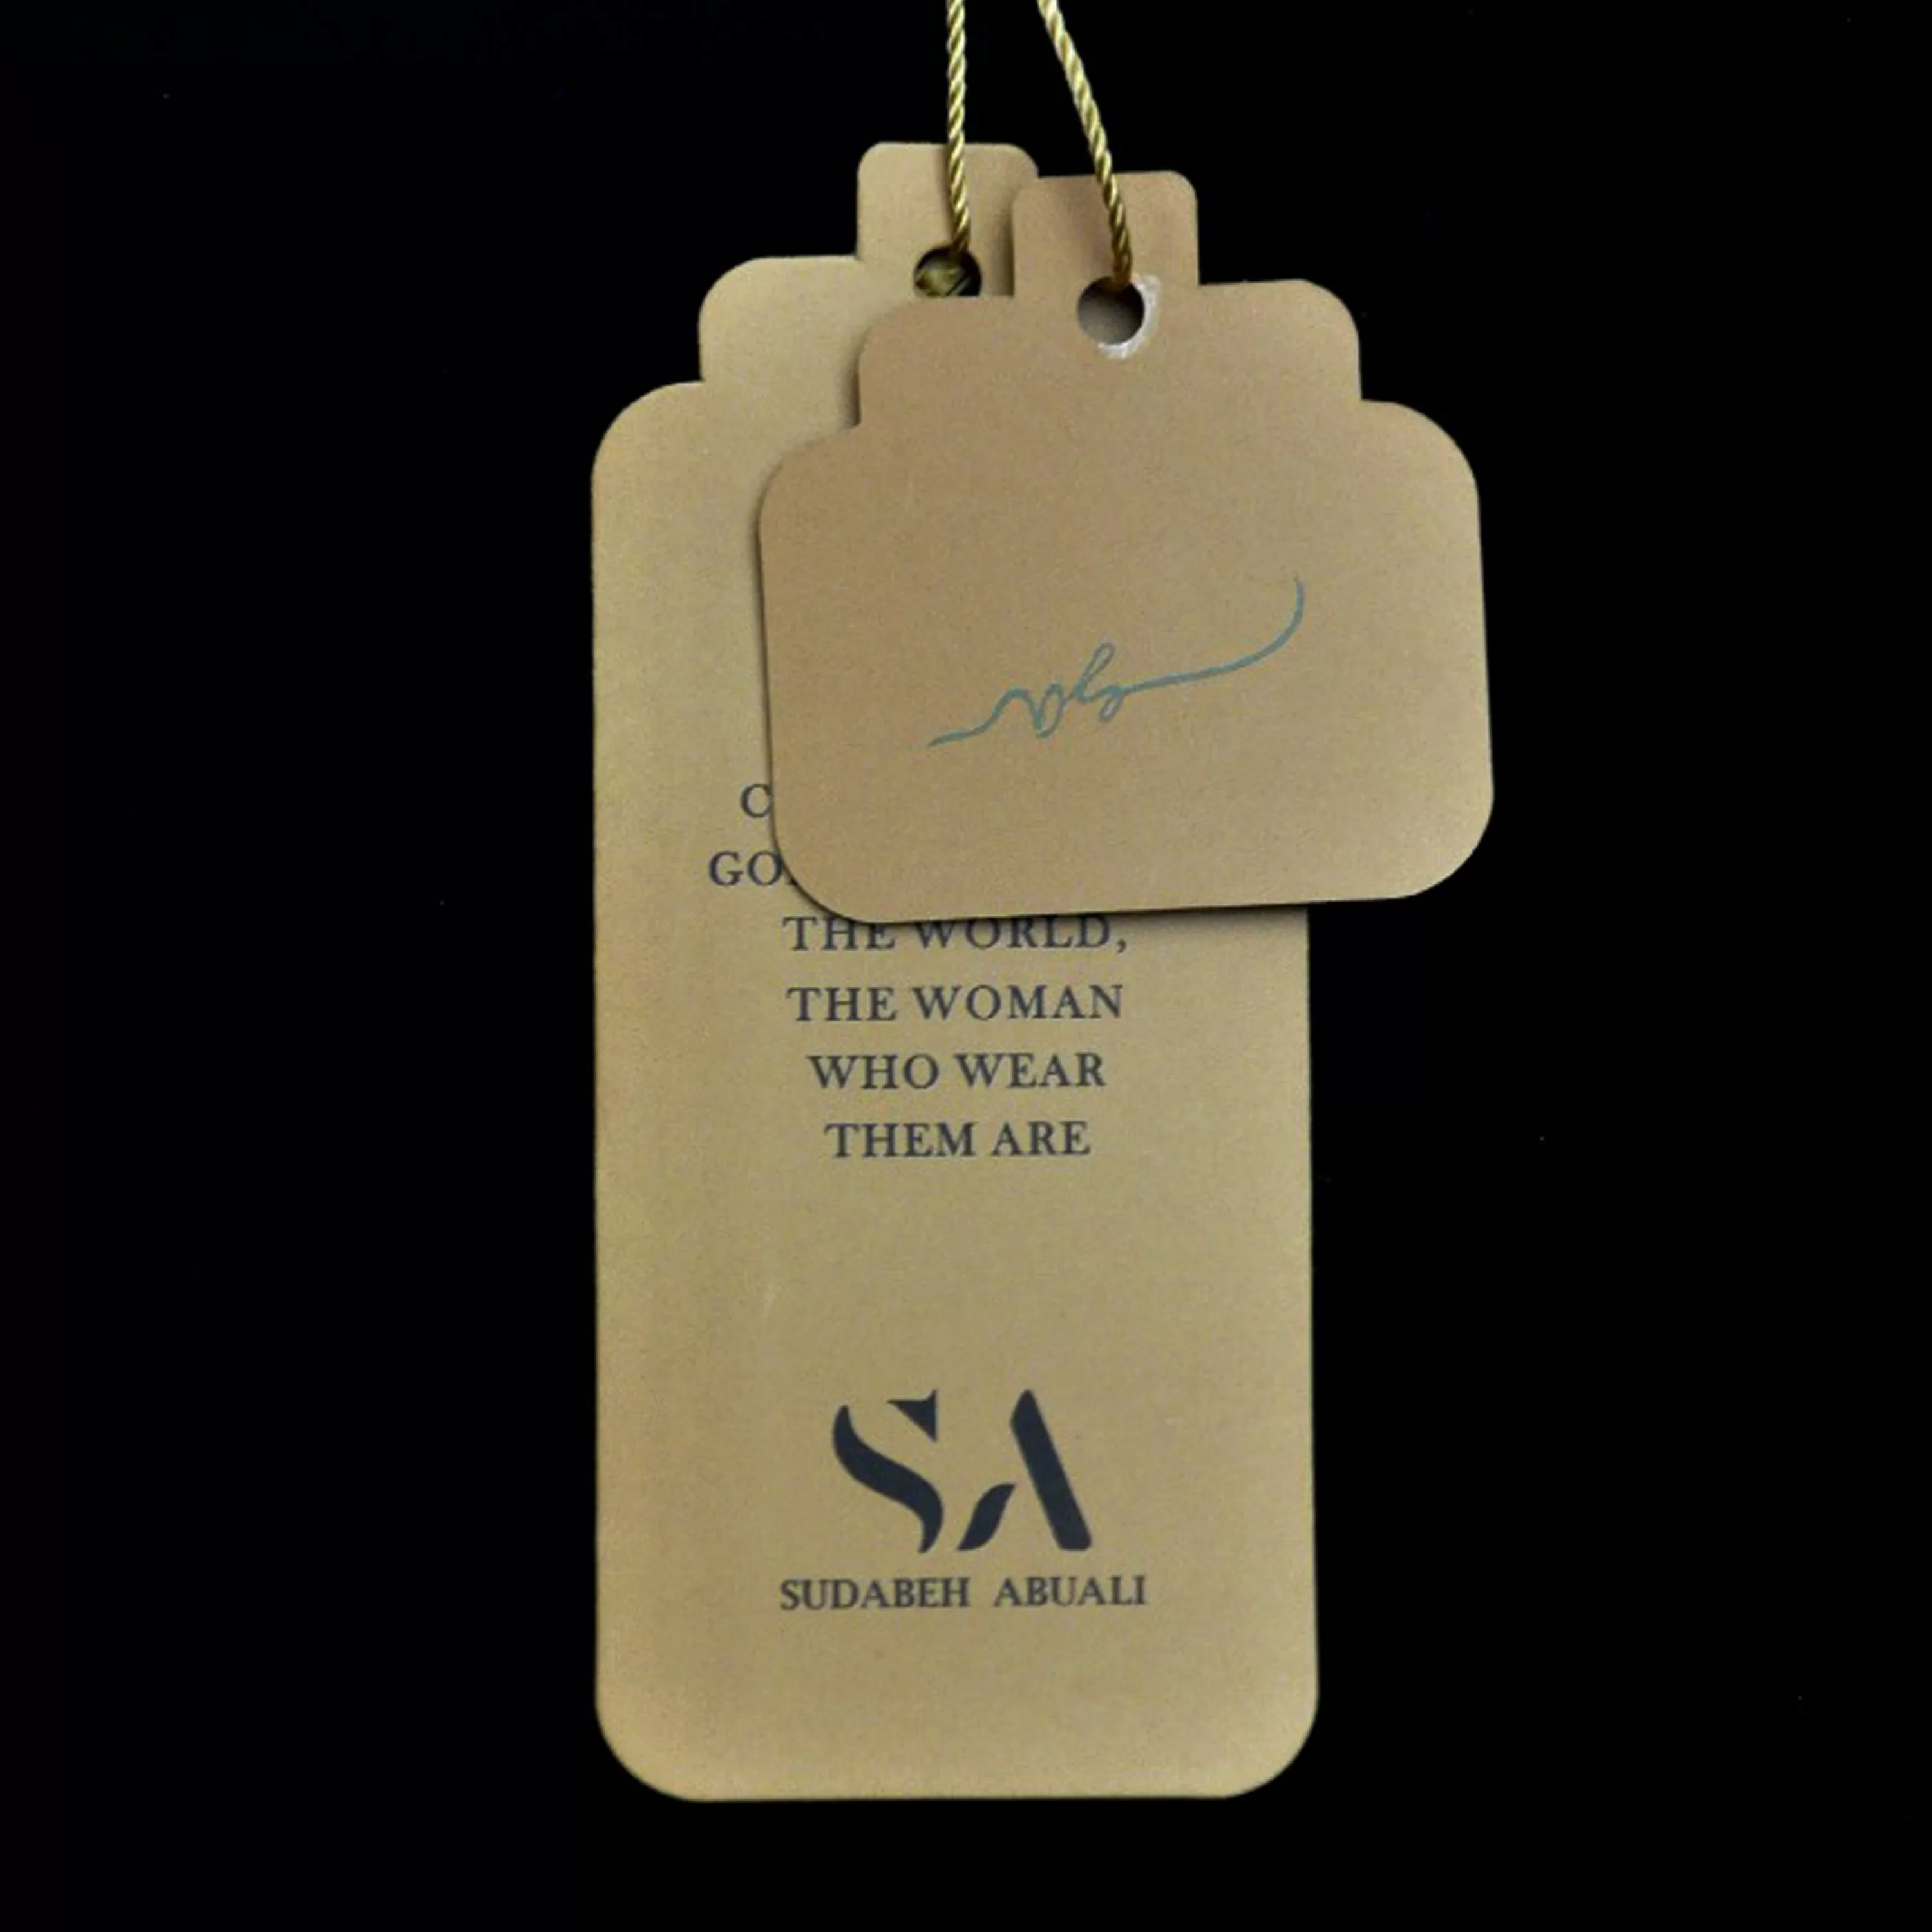 THE WORLD,
THE WOMAN
WHO WEAR
THEM ARE
SA
SUDABEH ABUALI